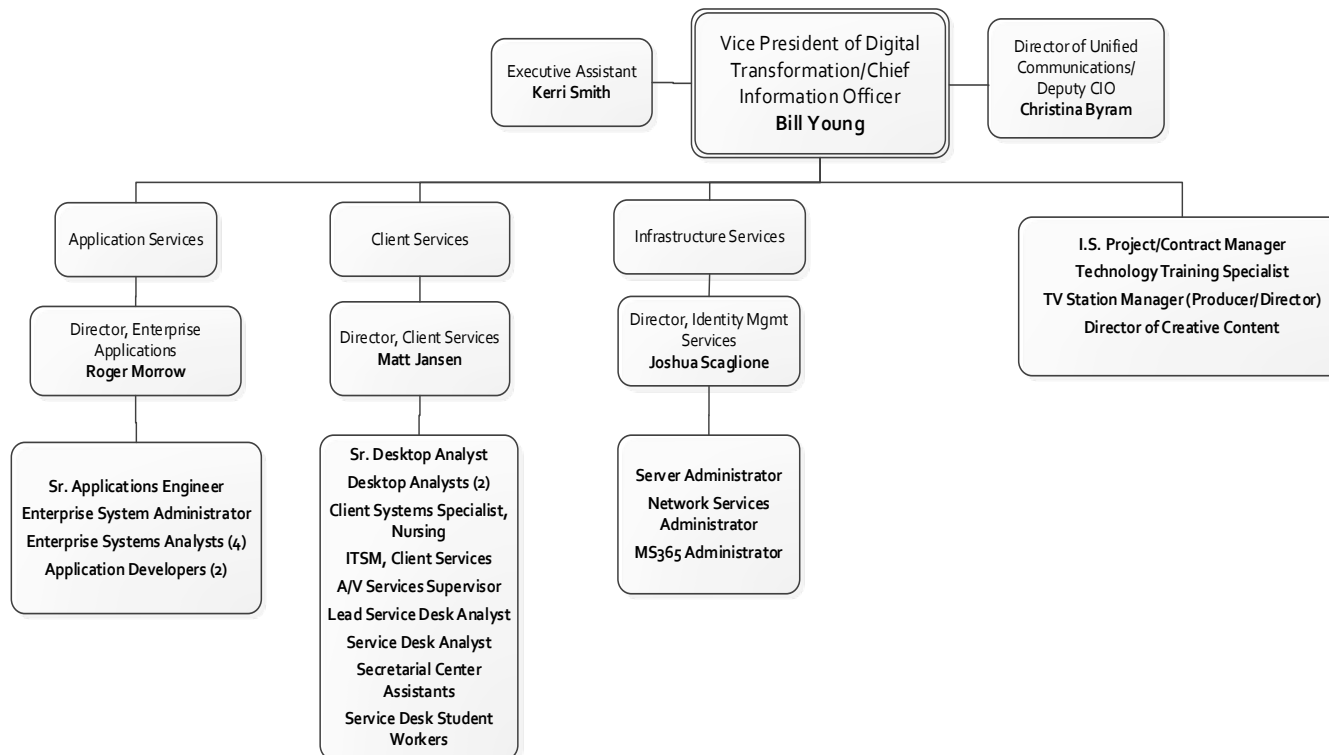 Executive Assistant
Kerri Smith
Vice President of Digital
Transformation/Chief
Information Officer
Bill Young
Director of Unified
Communications/
Deputy CIO
Christina Byram
Application Services
Director, Enterprise
Applications
Roger Morrow
Sr. Applications Engineer
Enterprise System Administrator
Enterprise Systems Analysts (4)
Application Developers (2)
Client Services
Director, Client Services
Matt Jansen
Sr. Desktop Analyst
Desktop Analysts (2)
Client Systems Specialist,
Nursing
ITSM, Client Services
A/V Services Supervisor
Lead Service Desk Analyst
Service Desk Analyst
Secretarial Center
Assistants
Service Desk Student
Workers
Infrastructure Services
Director, Identity Mgmt
Services
Joshua Scaglione
Server Administrator
Network Services
Administrator
MS365 Administrator
I.S. Project/Contract Manager
Technology Training Specialist
TV Station Manager (Producer/Director)
Director of Creative Content